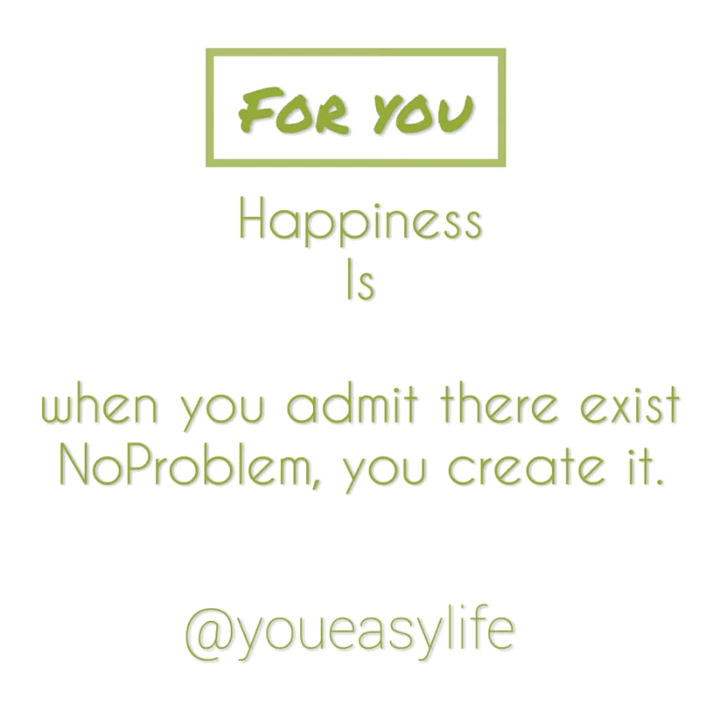 FOR YOU
Happiness
Is
when you admit there exist
NoProblem, you create it.
@youeasylife